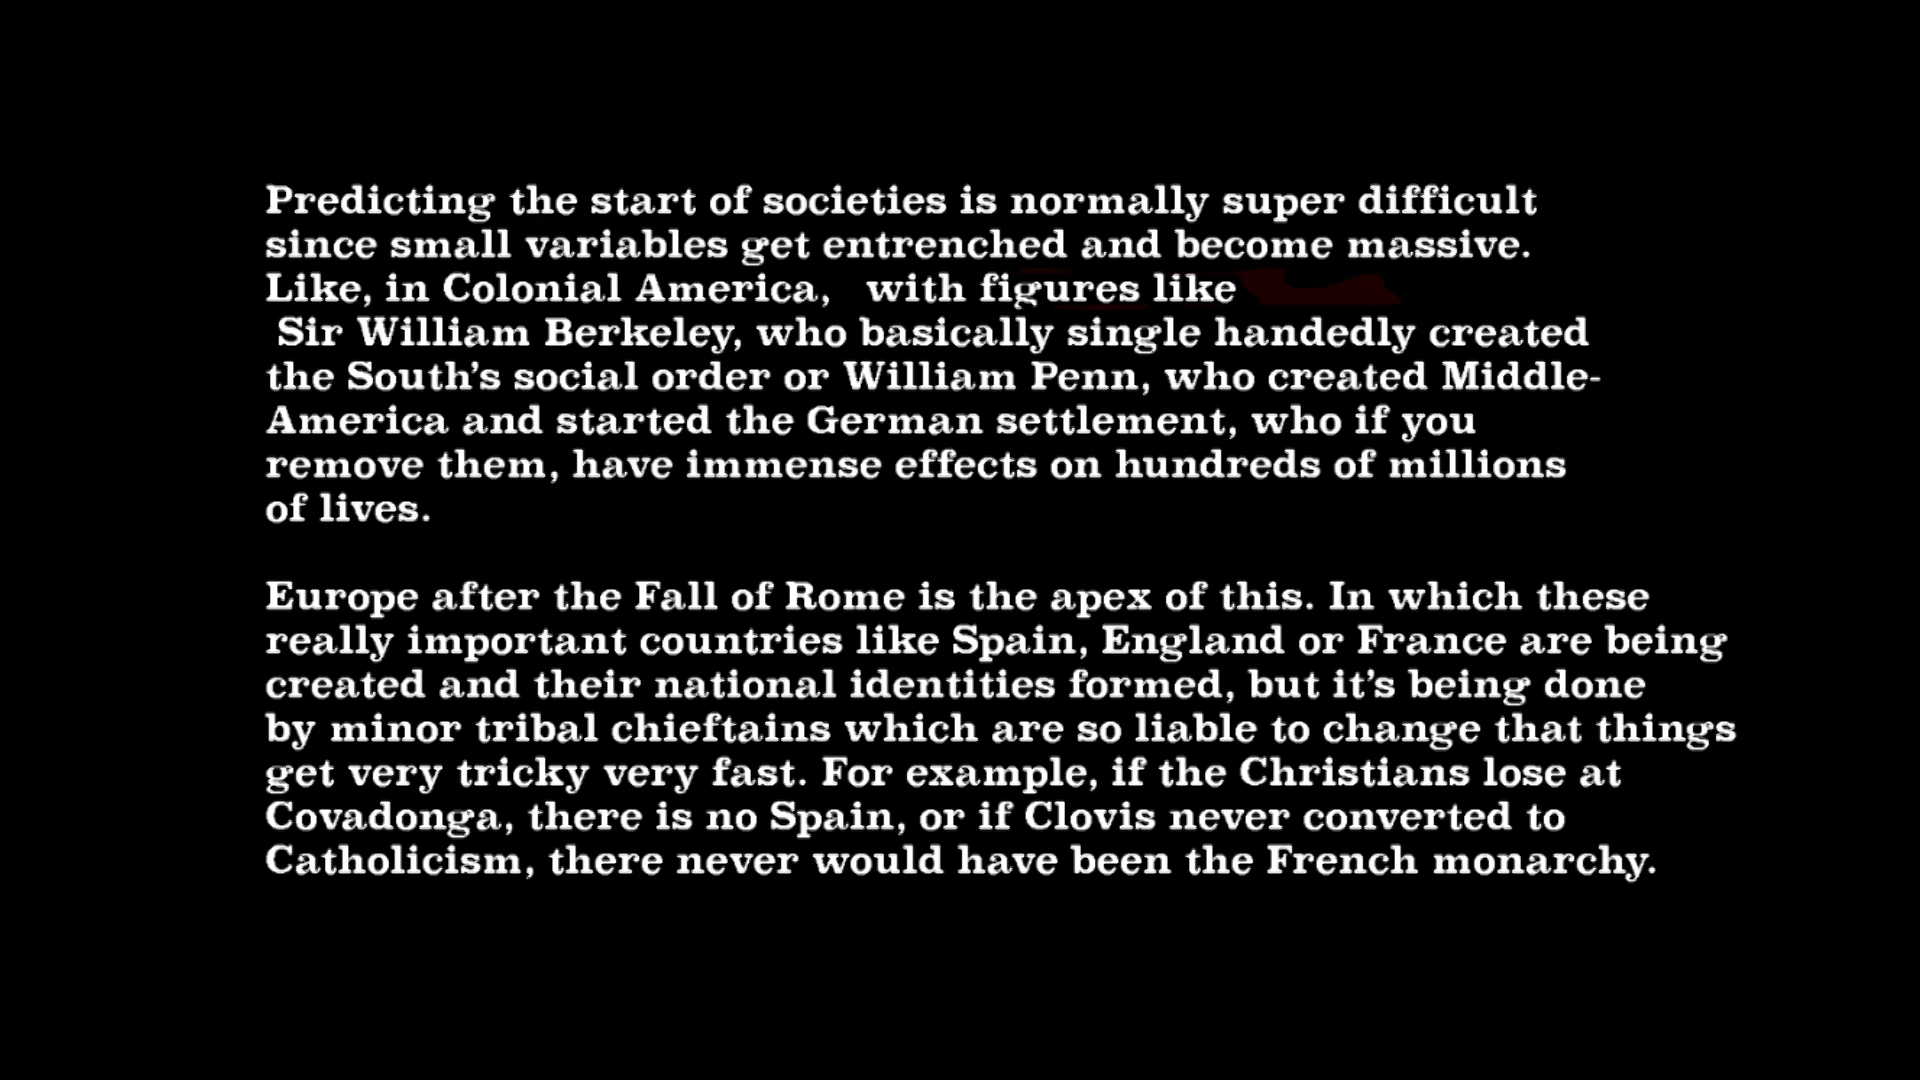 Predicting the start of societies is normally super difficult
since small variables get entrenched and become massive.
Like, in Colonial America,   with figures like
 Sir William Berkeley, who basically single handedly created
the South's social order or William Penn, who created Middle-
America and started the German settlement, who if you
remove them, have immense effects on hundreds of millions
of lives.

Europe after the Fall of Rome is the apex of this. In which these
really important countries like Spain, England or France are being
created and their national identities formed, but it's being done
by minor tribal chieftains which are so liable to change that things
get very tricky very fast. For example, if the Christians lose at
Covadonga, there is no Spain, or if Clovis never converted to
Catholicism, there never would have been the French monarchy.